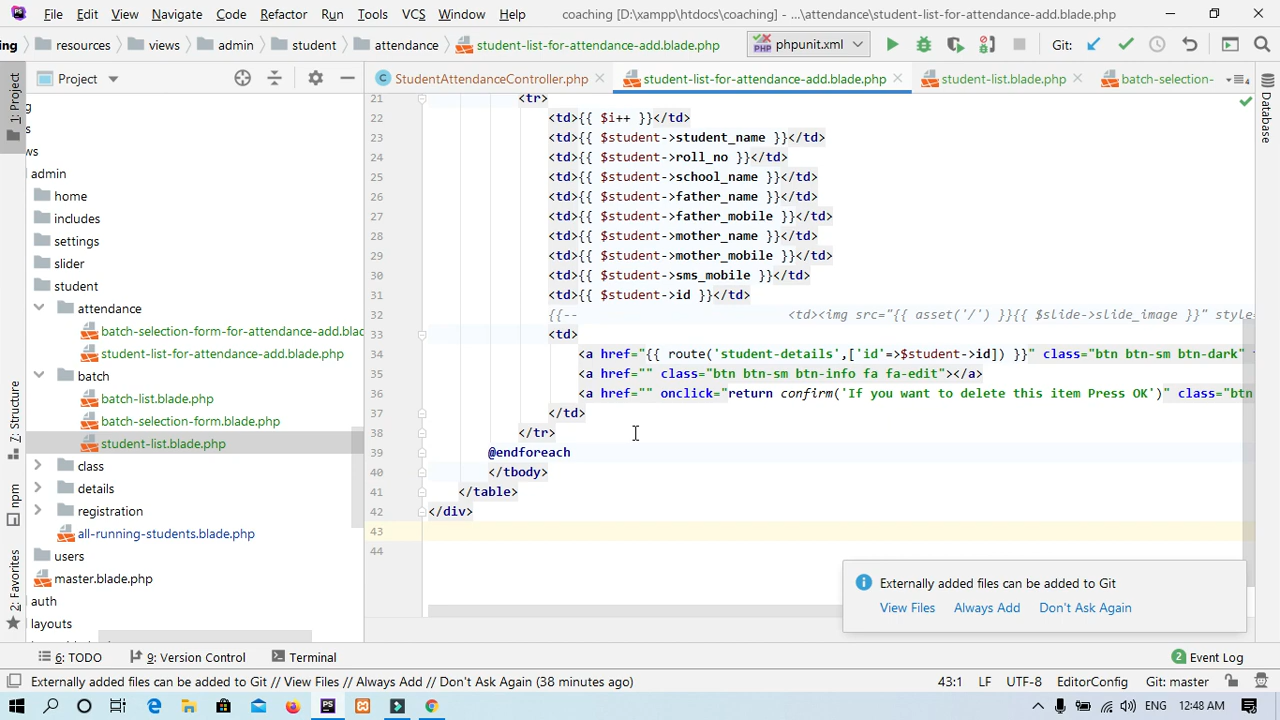 File Edit View Navigate Code Refactor Run Tools VCS Window Help coaching [D:\xampp\htdocs\coaching] - ...\attendance\student-list-for-attendance-add.blade.php
ng resources views admin student attendance student-list-for-attendance-add.blade.php phpunit.xml Git:
Project StudentAttendanceController.php student-list-for-attendance-add.blade.php student-list.blade.php batch-selection-
1: Project
Z: Structure
npm
2: Favorites
Database
g
s
ws
admin
home
includes
settings
slider
student
attendance
batch-selection-form-for-attendance-add.blad
student-list-for-attendance-add.blade.php
batch
batch-list.blade.php
batch-selection-form.blade.php
student-list.blade.php
class
details
registration
all-running-students.blade.php
users
master.blade.php
auth
layouts
21 <tr>
22 <td>{{ $i++ }}</td>
23 <td>{{ $student->student_name }}</td>
24 <td>{{ $student->roll_no }}</td>
25 <td>{{ $student->school_name }}</td>
26 <td>{{ $student->father_name }}</td>
27 <td>{{ $student->father_mobile }}</td>
28 <td>{{ $student->mother_name }}</td>
29 <td>{{ $student->mother_mobile }}</td>
30 <td>{{ $student->sms_mobile }}</td>
31 <td>{{ $student->id }}</td>
32 {{-- <td><img src="{{ asset('/') }}{{ $slide->slide_image }}" style
33 <td>
34 <a href="{{ route('student-details',['id'=>$student->id]) }}" class="btn btn-sm btn-dark"
35 <a href="" class="btn btn-sm btn-info fa fa-edit"></a>
36 <a href="" onclick="return confirm('If you want to delete this item Press OK')" class="btn
37 </td>
38 </tr>
39 @endforeach
40 </tbody>
41 </table>
42 </div>
43
44
Externally added files can be added to Git
View Files Always Add Don't Ask Again
6: TODO 9: Version Control Terminal 2 Event Log
Externally added files can be added to Git // View Files // Always Add // Don't Ask Again (38 minutes ago) 43:1 LF UTF-8 EditorConfig Git: master
ENG 12:48 AM